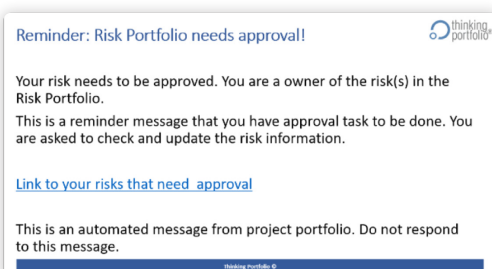 Reminder: Risk Portfolio needs approval!
thinking
portfolio®
Your risk needs to be approved. You are a owner of the risk(s) in the
Risk Portfolio.
This is a reminder message that you have approval task to be done. You
are asked to check and update the risk information.
Link to your risks that need  approval
This is an automated message from project portfolio. Do not respond
to this message.
Thinking Portfolio ©